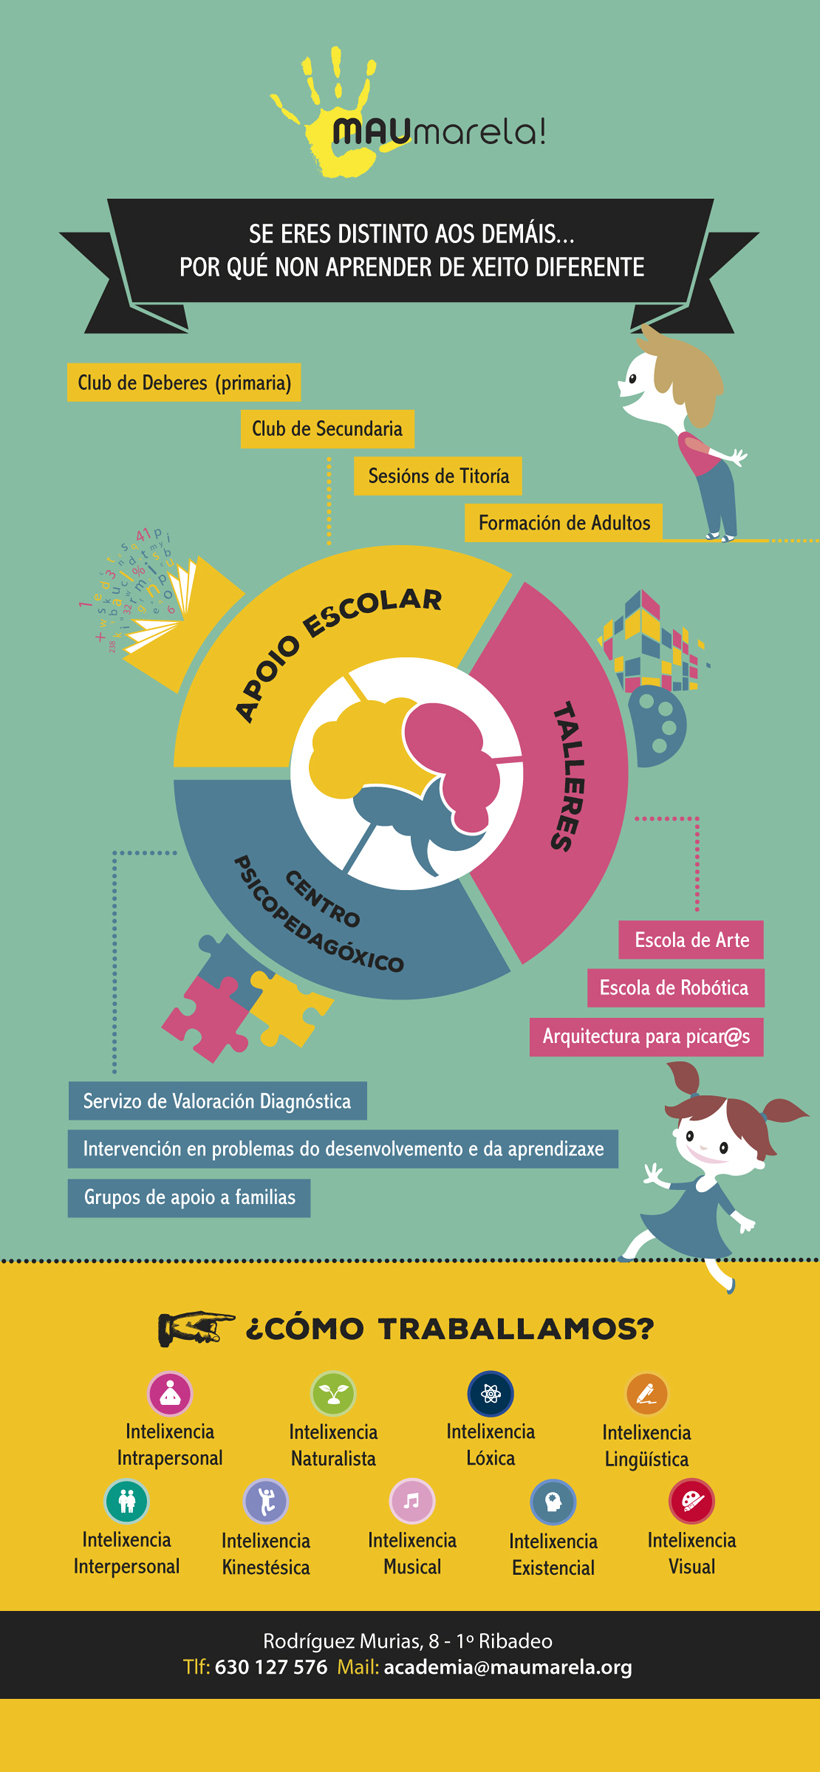 MAUmarela!
SE ERES DISTINTO AOS DEMÁIS...
POR QUÉ NON APRENDER DE XEITO DIFERENTE
Club de Deberes (primaria)
Club de Secundaria
Sesións de Titoría
Formación de Adultos
APOIO ESCOLAR
TALLERES
CENTRO
PSICOPEDAGÓXICO
Escola de Arte
Escola de Robótica
Arquitectura para picar@s
Servizo de Valoración Diagnóstica
Intervención en problemas do desenvolvemento e da aprendizaxe
Grupos de apoio a familias
¿CÓMO TRABALLAMOS?
Intelixencia
Intrapersonal
Intelixencia
Naturalista
Intelixencia
Lóxica
Intelixencia
Lingüística
Intelixencia
Interpersonal
Intelixencia
Kinestésica
Intelixencia
Musical
Intelixencia
Existencial
Intelixencia
Visual
Rodríguez Murias, 8 - 1º Ribadeo
Tlf: 630 127 576 Mail: academia@maumarela.org